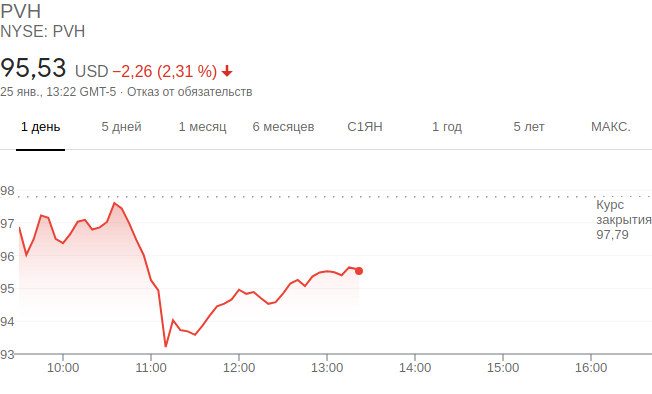 PVH
NYSE: PVH
95,53 USD −2,26 (2,31 %)
25 янв., 13:22 GMT-5 · Отказ от обязательств
1 день 5 дней 1 месяц 6 месяцев С1ЯН 1 год 5 лет МАКС.
98
Курс
закрытия
97,79
97
96
95
94
93
10:00 11:00 12:00 13:00 14:00 15:00 16:00